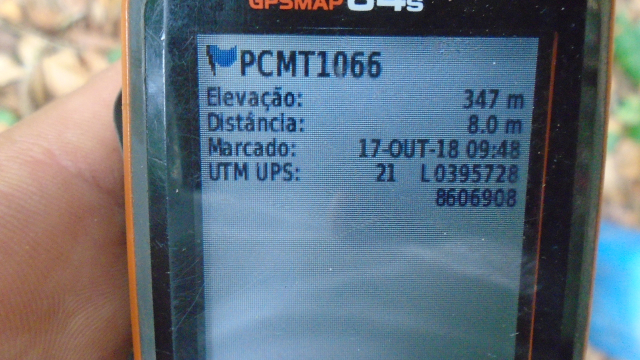 GPSMAP 64s
PCMT1066
Elevação: 347 m
Distância: 8.0 m
Marcado: 17-OUT-18 09:48
UTM UPS: 21 L 0395728
8606908